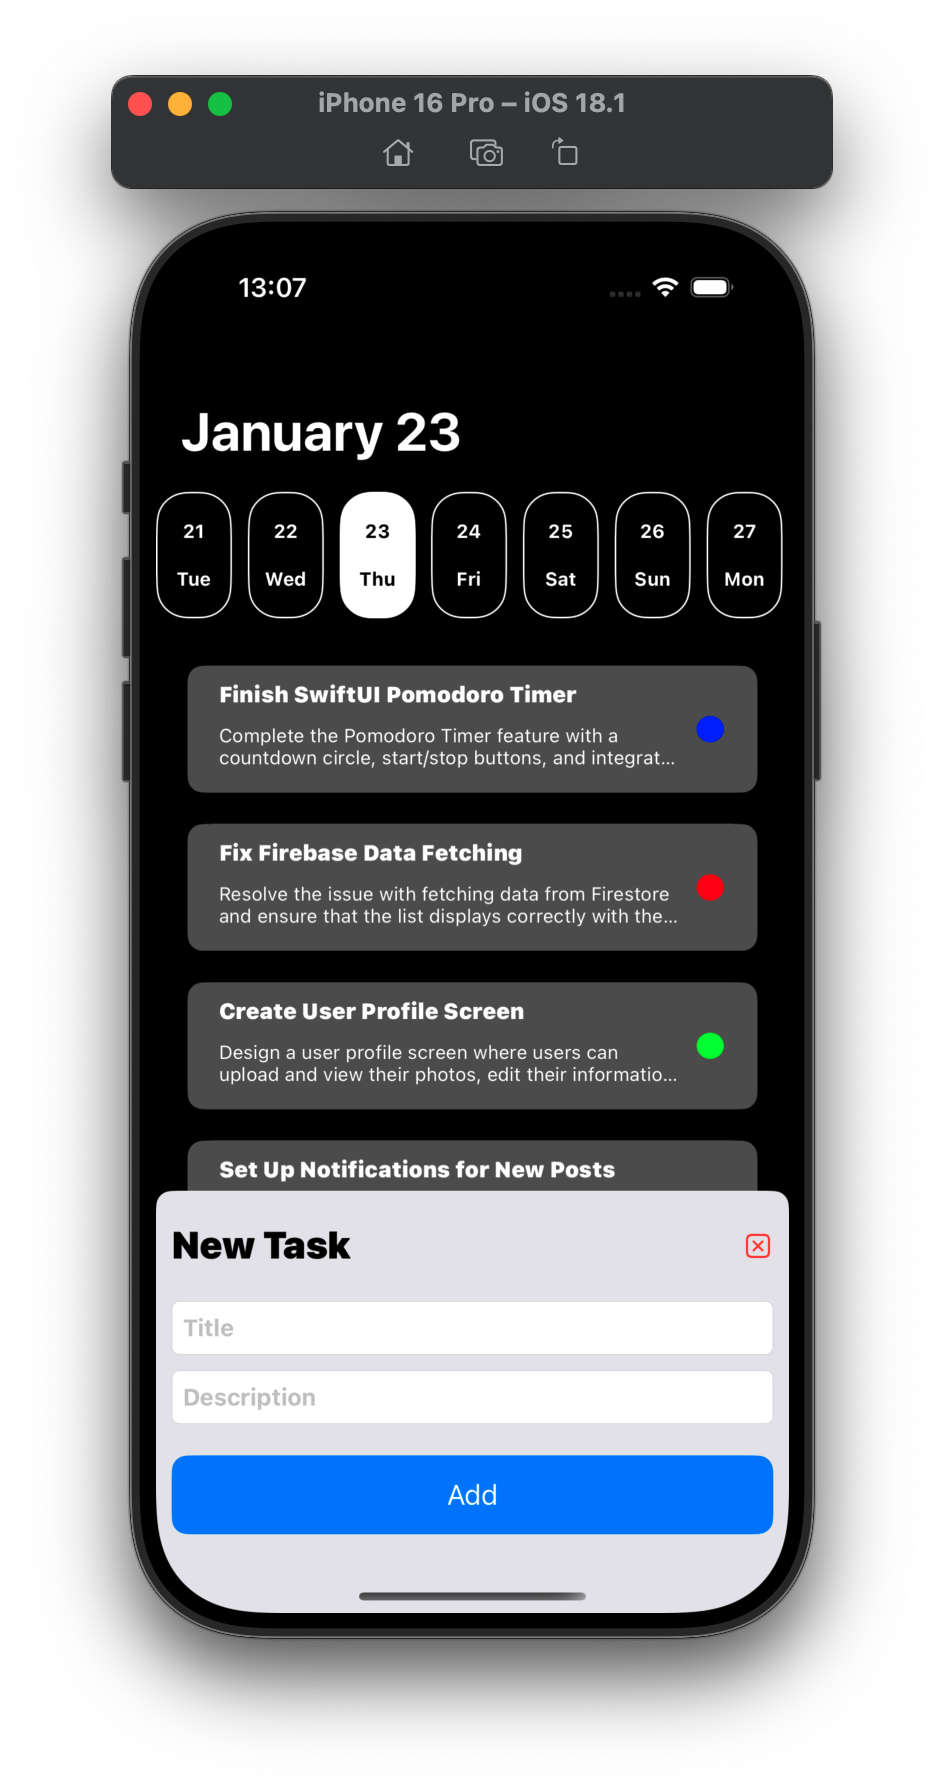 iPhone 16 Pro – iOS 18.1
13:07
January 23
21 22 23 24 25 26 27
Tue Wed Thu Fri Sat Sun Mon
Finish SwiftUI Pomodoro Timer
Complete the Pomodoro Timer feature with a
countdown circle, start/stop buttons, and integrat...
Fix Firebase Data Fetching
Resolve the issue with fetching data from Firestore
and ensure that the list displays correctly with the...
Create User Profile Screen
Design a user profile screen where users can
upload and view their photos, edit their informatio...
Set Up Notifications for New Posts
New Task
Title
Description
Add